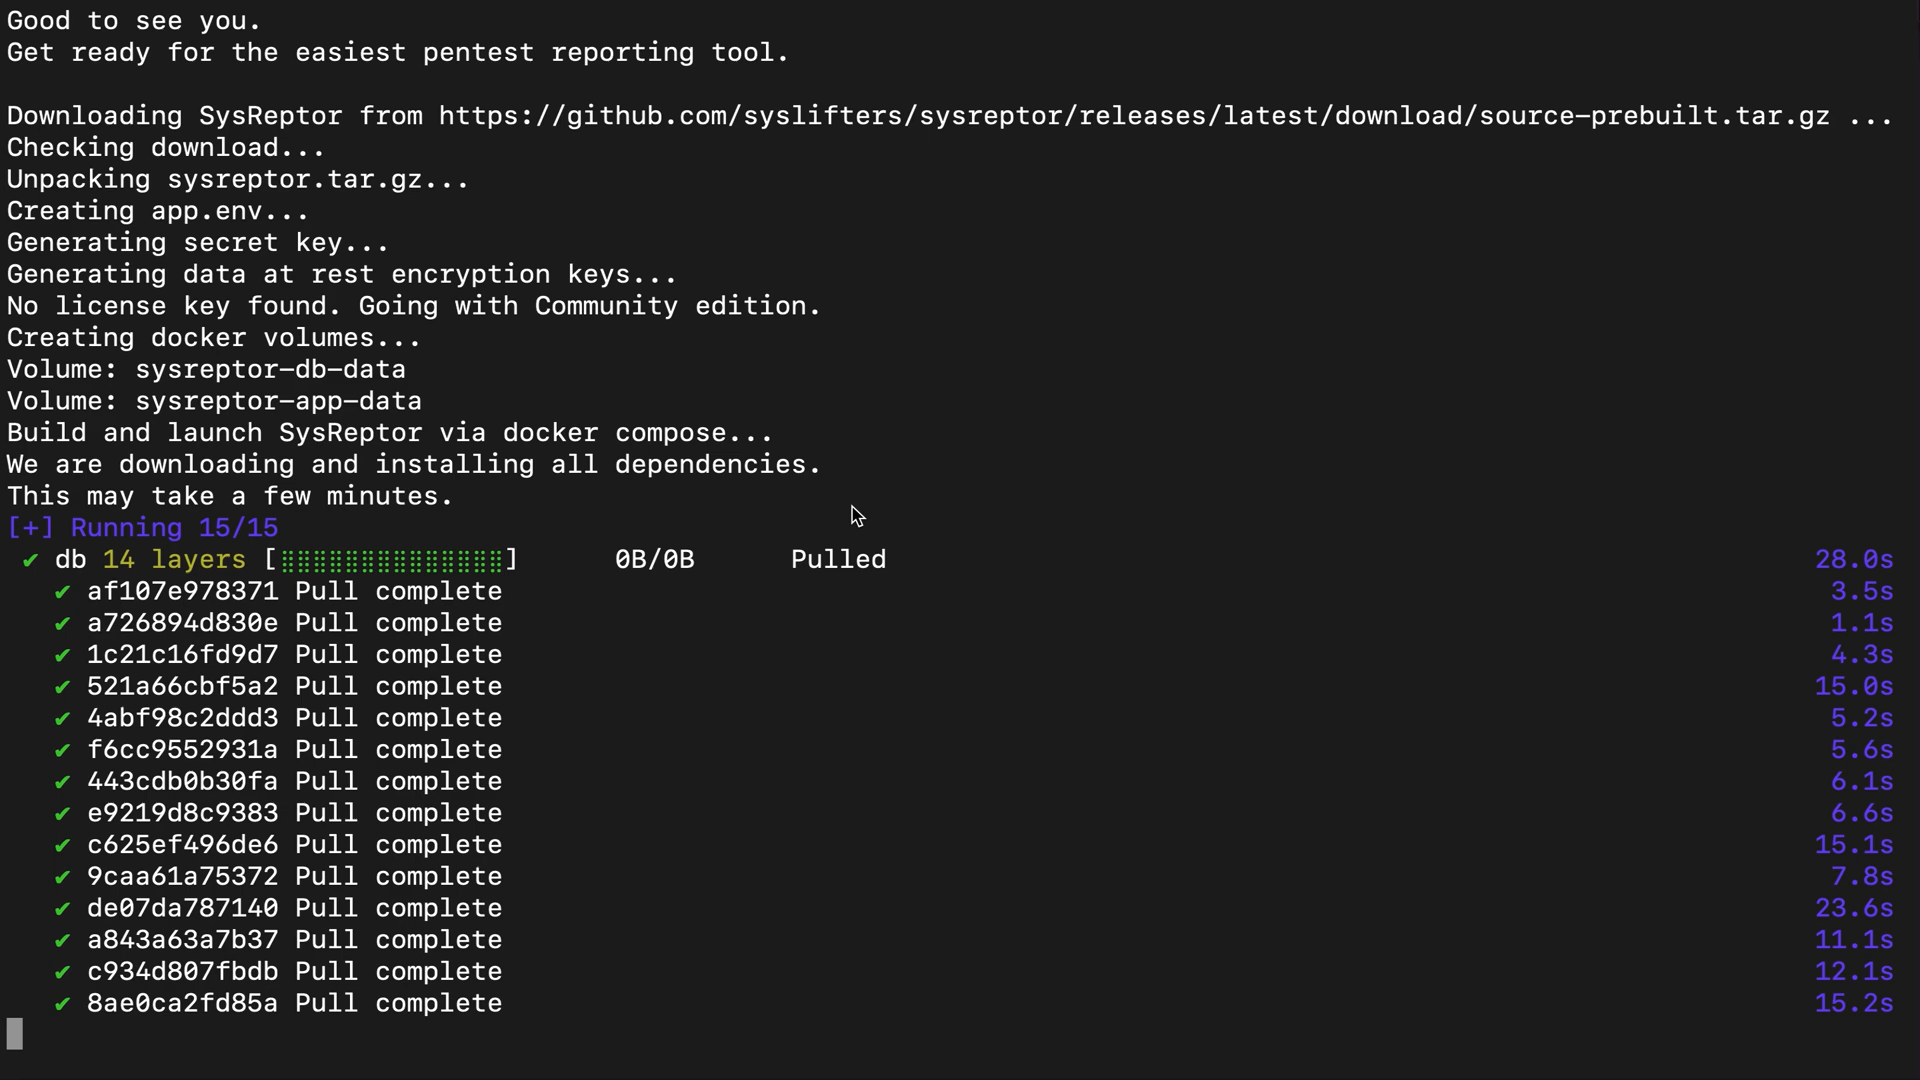 Good to see you.
Get ready for the easiest pentest reporting tool.
Downloading SysReptor from https://github.com/syslifters/sysreptor/releases/latest/download/source-prebuilt.tar.gz ...
Checking download...
Unpacking sysreptor.tar.gz...
Creating app.env...
Generating secret key...
Generating data at rest encryption keys...
No license key found. Going with Community edition.
Creating docker volumes...
Volume: sysreptor-db-data
Volume: sysreptor-app-data
Build and launch SysReptor via docker compose...
We are downloading and installing all dependencies.
This may take a few minutes.
[+] Running 15/15
✔ db 14 layers [⣿⣿⣿⣿⣿⣿⣿⣿⣿⣿⣿⣿⣿⣿] 0B/0B Pulled 28.0s
✔ af107e978371 Pull complete 3.5s
✔ a726894d830e Pull complete 1.1s
✔ 1c21c16fd9d7 Pull complete 4.3s
✔ 521a66cbf5a2 Pull complete 15.0s
✔ 4abf98c2ddd3 Pull complete 5.2s
✔ f6cc9552931a Pull complete 5.6s
✔ 443cdb0b30fa Pull complete 6.1s
✔ e9219d8c9383 Pull complete 6.6s
✔ c625ef496de6 Pull complete 15.1s
✔ 9caa61a75372 Pull complete 7.8s
✔ de07da787140 Pull complete 23.6s
✔ a843a63a7b37 Pull complete 11.1s
✔ c934d807fbdb Pull complete 12.1s
✔ 8ae0ca2fd85a Pull complete 15.2s